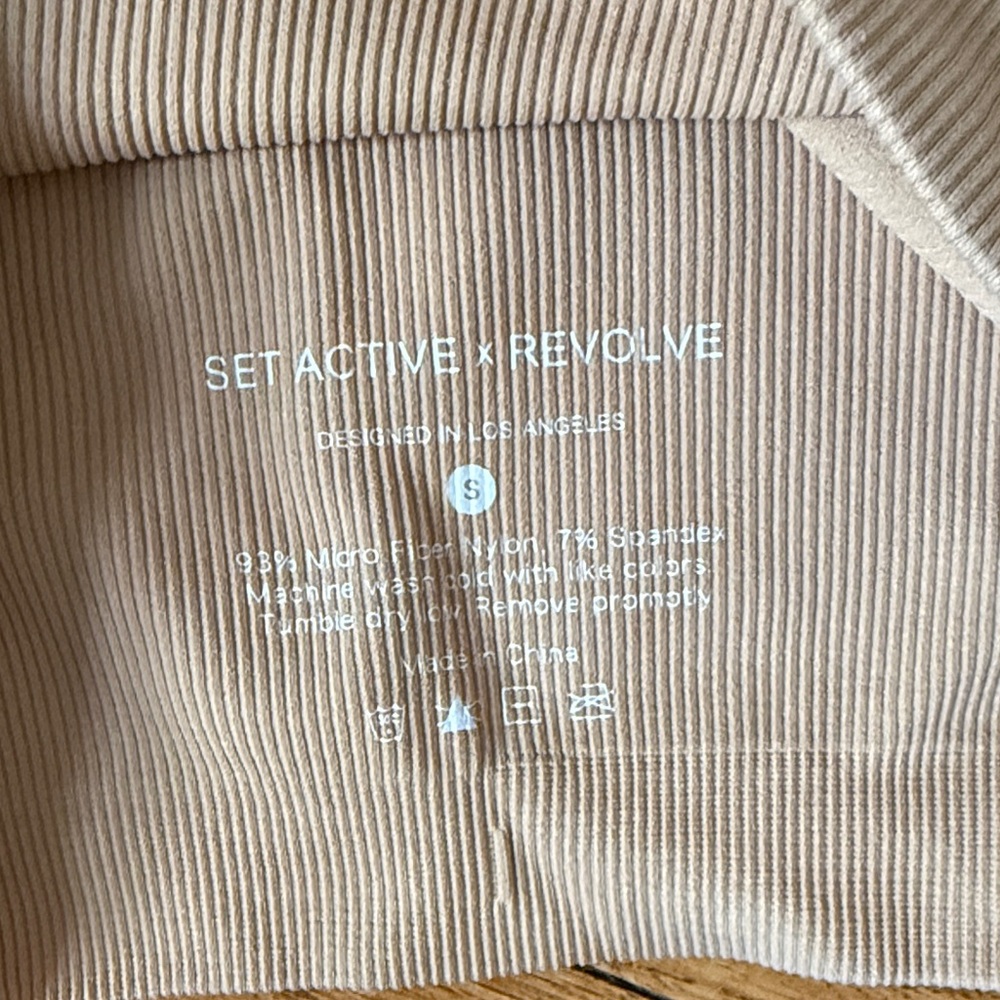 SET ACTIVE x REVOLVE
DESIGNED IN LOS ANGELES
S
93% Micro Fiber Nylon, 7% Spandex
Machine wash cold with like colors.
Tumble dry low. Remove promptly
Made in China